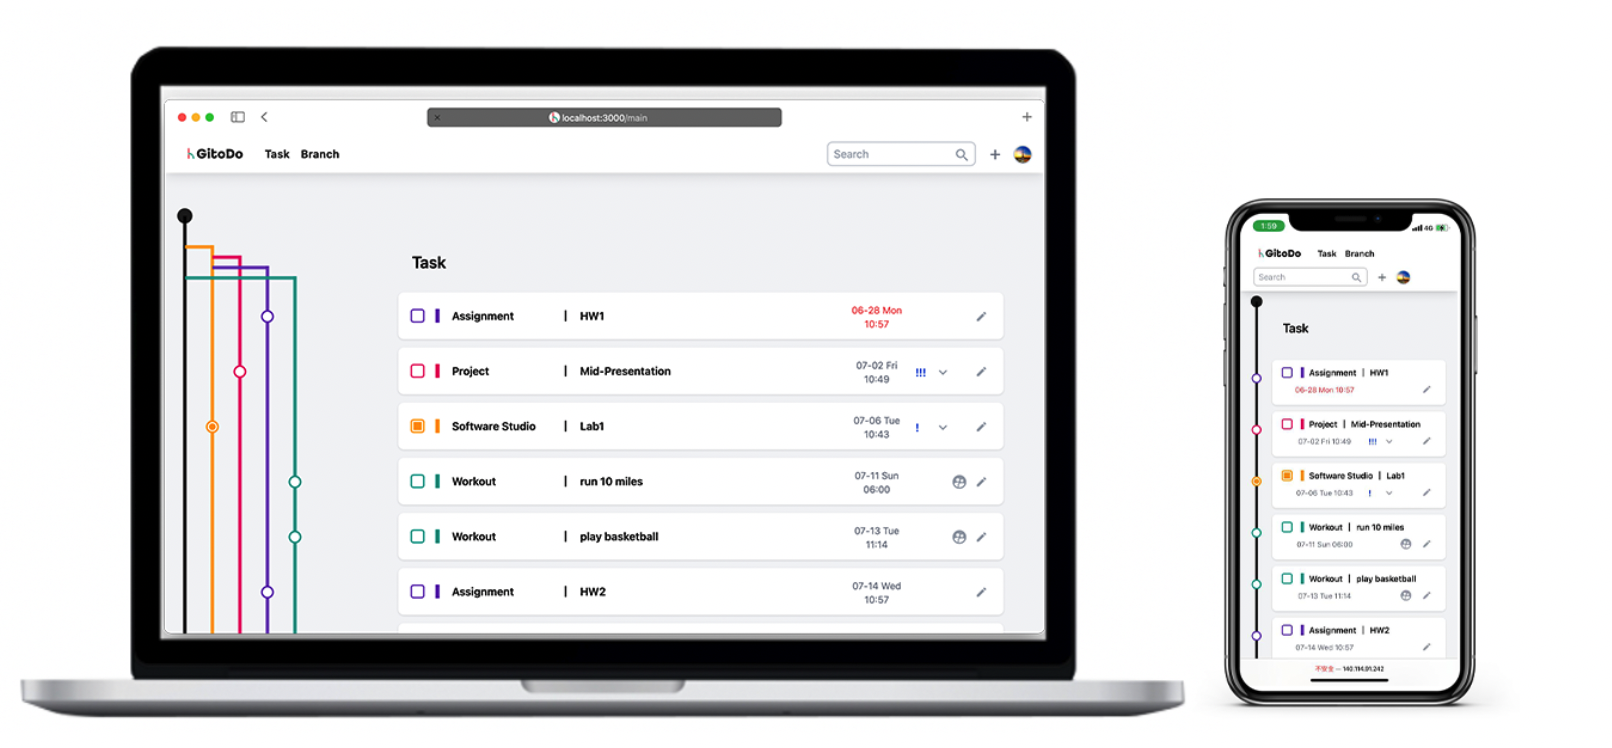 localhost:3000/main
GitoDo Task Branch Search
Task
Assignment | HW1 06-28 Mon 10:57
Project | Mid-Presentation 07-02 Fri 10:49 !!!
Software Studio | Lab1 07-06 Tue 10:43 !
Workout | run 10 miles 07-11 Sun 06:00
Workout | play basketball 07-13 Tue 11:14
Assignment | HW2 07-14 Wed 10:57
1:59 4G
GitoDo Task Branch
Search
Task
Assignment | HW1
06-28 Mon 10:57
Project | Mid-Presentation
07-02 Fri 10:49 !!!
Software Studio | Lab1
07-06 Tue 10:43 !
Workout | run 10 miles
07-11 Sun 06:00
Workout | play basketball
07-13 Tue 11:14
Assignment | HW2
07-14 Wed 10:57
不安全 — 140.114.91.242